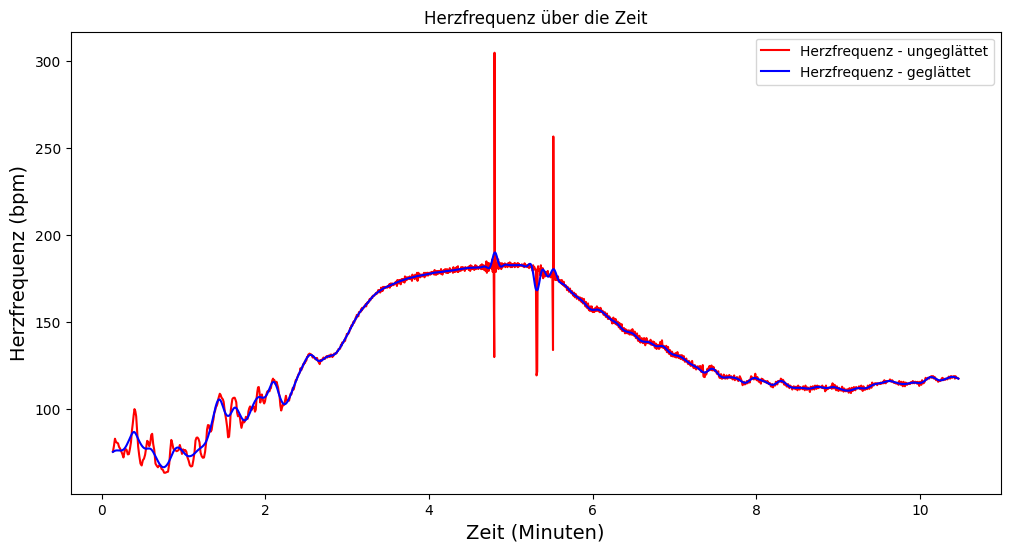 Herzfrequenz über die Zeit
Herzfrequenz - ungeglättet
Herzfrequenz - geglättet
Herzfrequenz (bpm)
300
250
200
150
100
0 2 4 6 8 10
Zeit (Minuten)